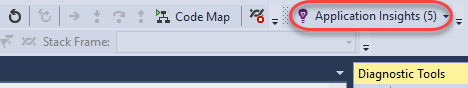 Code Map Application Insights (5)
Stack Frame:
Diagnostic Tools